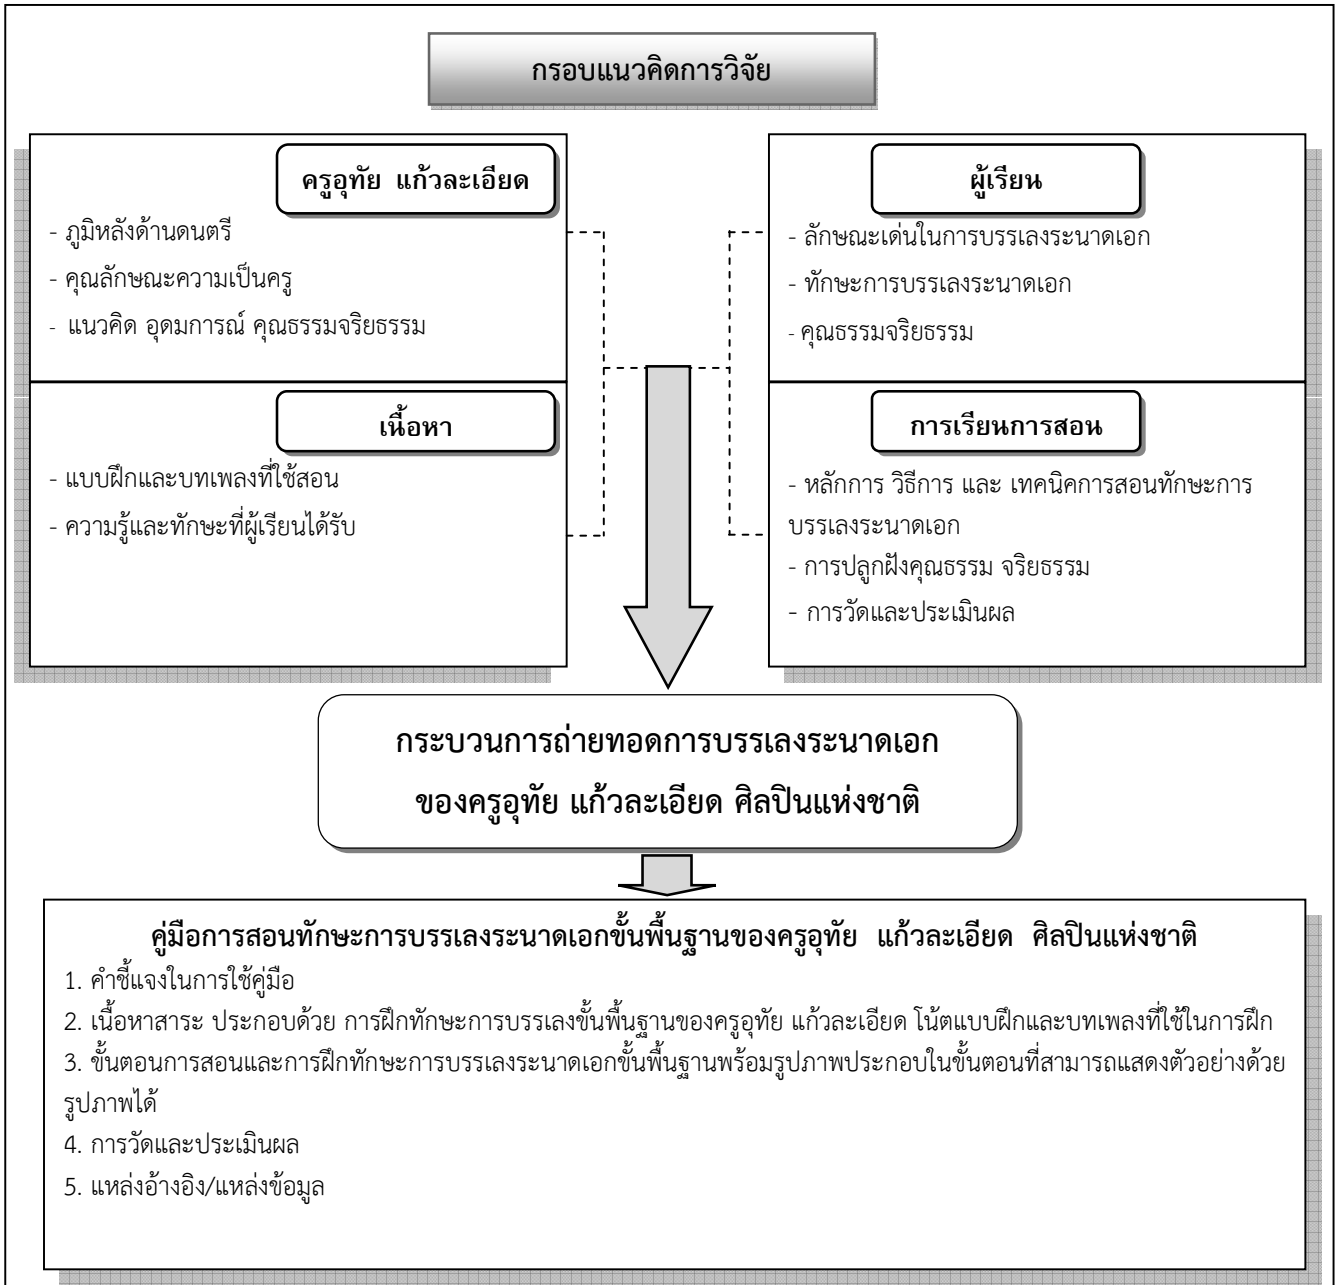 กรอบแนวคิดการวิจัย
ครูอุทัย แก้วละเอียด
- ภูมิหลังด้านดนตรี
- คุณลักษณะความเป็นครู
- แนวคิด อุดมการณ์ คุณธรรมจริยธรรม
ผู้เรียน
- ลักษณะเด่นในการบรรเลงระนาดเอก
- ทักษะการบรรเลงระนาดเอก
- คุณธรรมจริยธรรม
เนื้อหา
- แบบฝึกและบทเพลงที่ใช้สอน
- ความรู้และทักษะที่ผู้เรียนได้รับ
การเรียนการสอน
- หลักการ วิธีการ และ เทคนิคการสอนทักษะการ
บรรเลงระนาดเอก
- การปลูกฝังคุณธรรม จริยธรรม
- การวัดและประเมินผล
กระบวนการถ่ายทอดการบรรเลงระนาดเอก
ของครูอุทัย แก้วละเอียด ศิลปินแห่งชาติ
คู่มือการสอนทักษะการบรรเลงระนาดเอกขั้นพื้นฐานของครูอุทัย แก้วละเอียด ศิลปินแห่งชาติ
1. คำชี้แจงในการใช้คู่มือ
2. เนื้อหาสาระ ประกอบด้วย การฝึกทักษะการบรรเลงขั้นพื้นฐานของครูอุทัย แก้วละเอียด โน้ตแบบฝึกและบทเพลงที่ใช้ในการฝึก
3. ขั้นตอนการสอนและการฝึกทักษะการบรรเลงระนาดเอกขั้นพื้นฐานพร้อมรูปภาพประกอบในขั้นตอนที่สามารถแสดงตัวอย่างด้วย
รูปภาพได้
4. การวัดและประเมินผล
5. แหล่งอ้างอิง/แหล่งข้อมูล